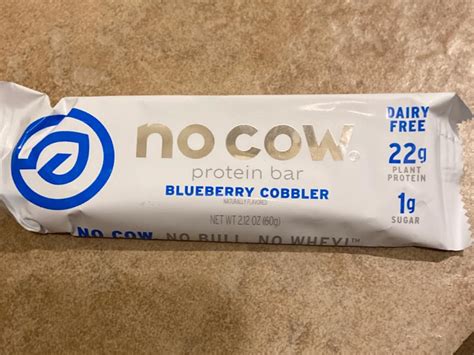 no cow
protein bar
BLUEBERRY COBBLER
NATURALLY FLAVORED
NET WT 2.12 OZ (60g)
DAIRY
FREE
22g
PLANT
PROTEIN
1g
SUGAR
NO COW. NO BULL. NO WHEY!™